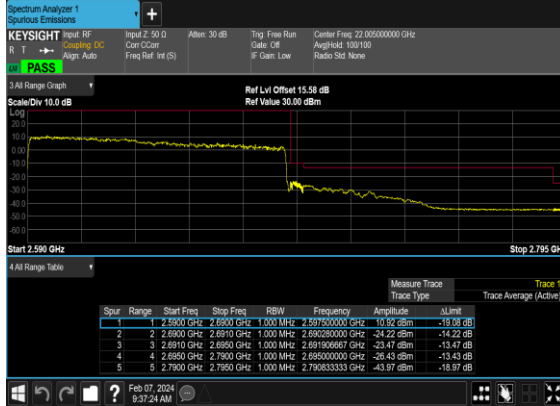 Spectrum Analyzer 1
Spurious Emissions
KEYSIGHT Input: RF Input Z: 50 Ω Atten: 30 dB Trig: Free Run Center Freq: 22.005000000 GHz
R T Coupling: DC Corr CCorr Gate: Off Avg|Hold: 100/100
Align: Auto Freq Ref: Int (S) IF Gain: Low Radio Std: None
PASS
3 All Range Graph
Ref Lvl Offset 15.58 dB
Scale/Div 10.0 dB Ref Value 30.00 dBm
Log
20.0
10.0
0.00
-10.0
-20.0
-30.0
-40.0
-50.0
-60.0
Start 2.590 GHz Stop 2.795 GH
4 All Range Table
Measure Trace Trace 1
Trace Type Trace Average (Active)
Spur Range Start Freq Stop Freq RBW Frequency Amplitude ΔLimit
1 1 2.5900 GHz 2.6900 GHz 1.000 MHz 2.597500000 GHz 10.92 dBm -19.08 dB
2 2 2.6900 GHz 2.6910 GHz 1.000 MHz 2.690280000 GHz -24.22 dBm -14.22 dB
3 3 2.6910 GHz 2.6950 GHz 1.000 MHz 2.691906667 GHz -23.47 dBm -13.47 dB
4 4 2.6950 GHz 2.7900 GHz 1.000 MHz 2.695000000 GHz -26.43 dBm -13.43 dB
5 5 2.7900 GHz 2.7950 GHz 1.000 MHz 2.790833333 GHz -43.97 dBm -18.97 dB
Feb 07, 2024
9:37:24 AM